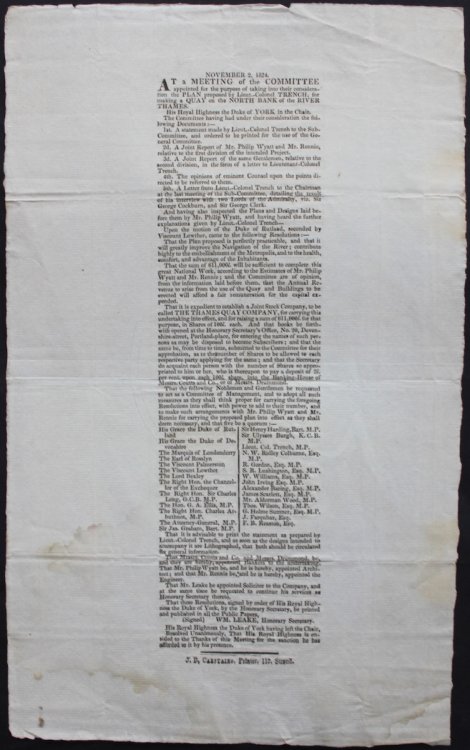 NOVEMBER 2, 1824.
AT a MEETING of the COMMITTEE
appointed for the purpose of taking into their considera-
tion the PLAN proposed by Lieut.-Colonel TRENCH, for
making a QUAY on the NORTH BANK of the RIVER
THAMES.
His Royal Highness the Duke of YORK in the Chair.
The Committee having had under their consideration the fol-
lowing Documents:—
1st. A statement made by Lieut.-Colonel Trench to the Sub-
Committee, and ordered to be printed for the use of the Ge-
neral Committee.
2d. A Joint Report of Mr. Philip Wyatt and Mr. Rennie,
relative to the first division of the intended Project.
3d. A Joint Report of the same Gentlemen, relative to the
second division, in the form of a letter to Lieutenant-Colonel
Trench.
4th. The opinions of eminent Counsel upon the points di-
rected to be referred to them.
5th. A Letter from Lieut.-Colonel Trench to the Chairman
at the last meeting of the Sub-Committee, detailing the result
of his interview with two Lords of the Admiralty, viz. Sir
George Cockburn, and Sir George Clerk.
And having also inspected the Plans and Designs laid be-
fore them by Mr. Philip Wyatt, and having heard the further
explanations given by Lieut.-Colonel Trench—
Upon the motion of the Duke of Rutland, seconded by
Viscount Lowther, came to the following Resolutions:—
That the Plan proposed is perfectly practicable, and that it
will greatly improve the Navigation of the River; contribute
highly to the embellishment of the Metropolis, and to the health,
comfort, and advantage of the Inhabitants.
That the sum of will be sufficient to complete this
great National Work, according to the Estimates of Mr. Philip
Wyatt and Mr. Rennie; and the Committee are of opinion,
from the information laid before them, that the Annual Re-
venue to arise from the use of the Quay and Buildings to be
erected will afford a fair remuneration for the capital ex-
pended.
That it is expedient to establish a Joint Stock Company, to be
called THE THAMES QUAY COMPANY, for carrying this
undertaking into effect, and for raising a sum of for that
purpose, in Shares of 100l. each. And that books be forth-
with opened at the Honorary Secretary's Office, No. 28, Devon-
shire-street, Portland-place, for entering the names of such per-
sons as may be disposed to become Subscribers; and that the
same be, from time to time, submitted to the Committee for their
approbation, as to the number of Shares to be allowed to each
respective party applying for the same; and that the Secretary
do acquaint each person with the number of Shares so appro-
priated to him or her, who is thereupon to pay a deposit of
per cent. upon each 100l. share, into the Banking-House of
Messrs. Coutts and Co., or of Messrs. Drummond.
That the following Noblemen and Gentlemen be requested
to act as a Committee of Management, and to adopt all such
measures as they shall think proper for carrying the foregoing
Resolutions into effect, with power to add to their number, and
to make such arrangements with Mr. Philip Wyatt and Mr.
Rennie for carrying the proposed plan into effect as they shall
deem necessary, and that five be a quorum:—
His Grace the Duke of Rut-
land
His Grace the Duke of De-
vonshire
The Marquis of Londonderry
The Earl of Rosslyn
The Viscount Palmerston
The Viscount Lowther
The Lord Bexley
The Right Hon. the Chancel-
lor of the Exchequer
The Right Hon. Sir Charles
Long, G.C.B. M.P.
The Hon. G. A. Ellis, M.P.
The Right Hon. Charles Ar-
buthnot, M.P.
The Attorney-General, M.P.
Sir Jas. Graham, Bart. M.P.
Sir Henry Harding, Bart. M.P.
Sir Ulysses Burgh, K.C.B.
M.P.
Lieut. Col. Trench, M.P.
N. W. Ridley Colburne, Esq.
M.P.
R. Gordon, Esq. M.P.
S. R. Lushington, Esq. M.P.
W. Williams, Esq. M.P.
John Irving, Esq. M.P.
Alexander Baring, Esq. M.P.
James Scarlett, Esq. M.P.
Mr. Alderman Wood, M.P.
Thos. Wilson, Esq. M.P.
G. Holme Sumner, Esq. M.P.
J. Farquhar, Esq.
F. B. Esq.
That it is advisable to print the statement as prepared by
Lieut.-Colonel Trench, and as soon as the designs intended to
accompany it are Lithographed, that both should be circulated
for general information.
That Messrs. Coutts and Co. and Messrs. Drummond, be,
and they are hereby, appointed Bankers to the undertaking.
That Mr. Philip Wyatt be, and he is hereby, appointed Archi-
tect; and that Mr. Rennie be, and he is hereby, appointed the
Engineer.
That Mr. Leake be appointed Solicitor to the Company, and
at the same time be requested to continue his services as
Honorary Secretary thereto.
That these Resolutions, signed by order of His Royal High-
ness the Duke of York, by the Honorary Secretary, be printed
and published in all the Public Papers.
(Signed) WM. LEAKE, Honorary Secretary.
His Royal Highness the Duke of York having left the Chair,
Resolved Unanimously, That His Royal Highness is en-
titled to the Thanks of this Meeting for the sanction he has
afforded to it by his presence.
J. B. CARSTAIRS, Printer, 112, Strand.